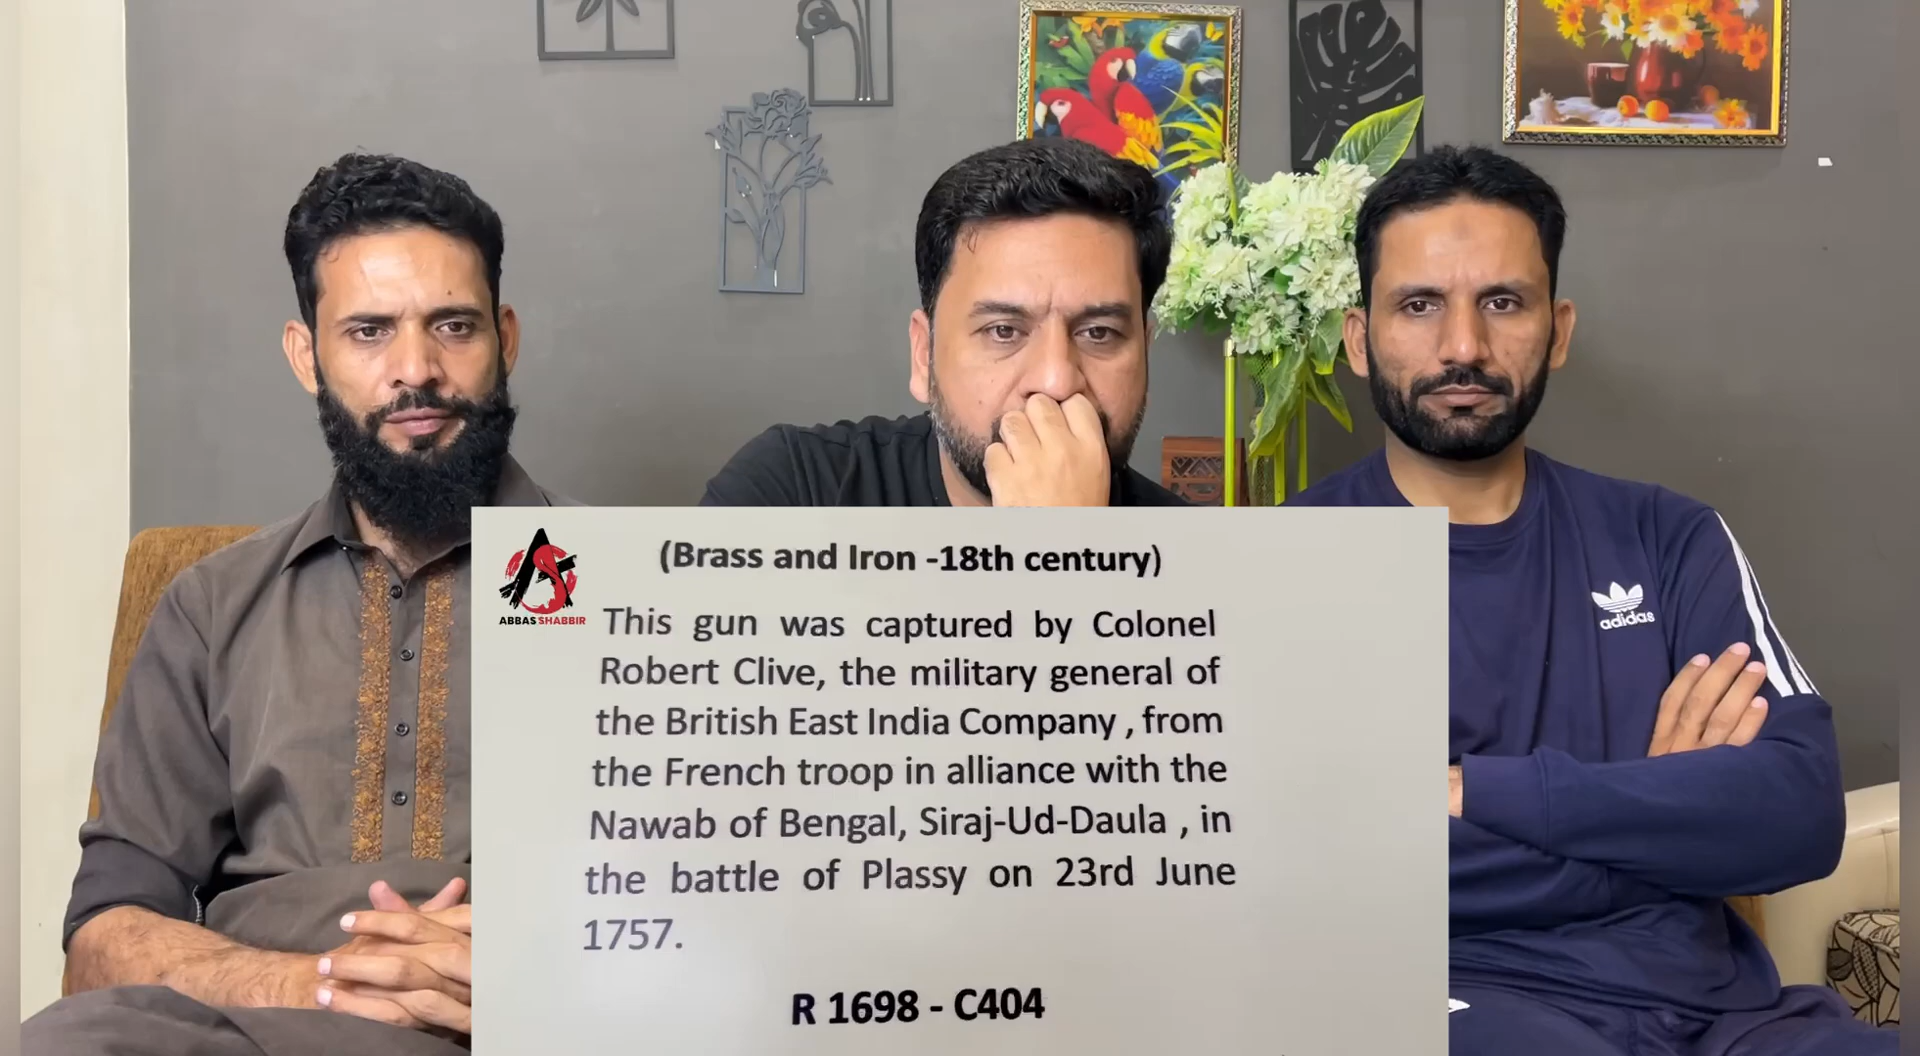 ABBAS SHABBIR
(Brass and Iron -18th century)
This gun was captured by Colonel
Robert Clive, the military general of
the British East India Company , from
the French troop in alliance with the
Nawab of Bengal, Siraj-Ud-Daula , in
the battle of Plassy on 23rd June
1757.
R 1698 - C404
adidas